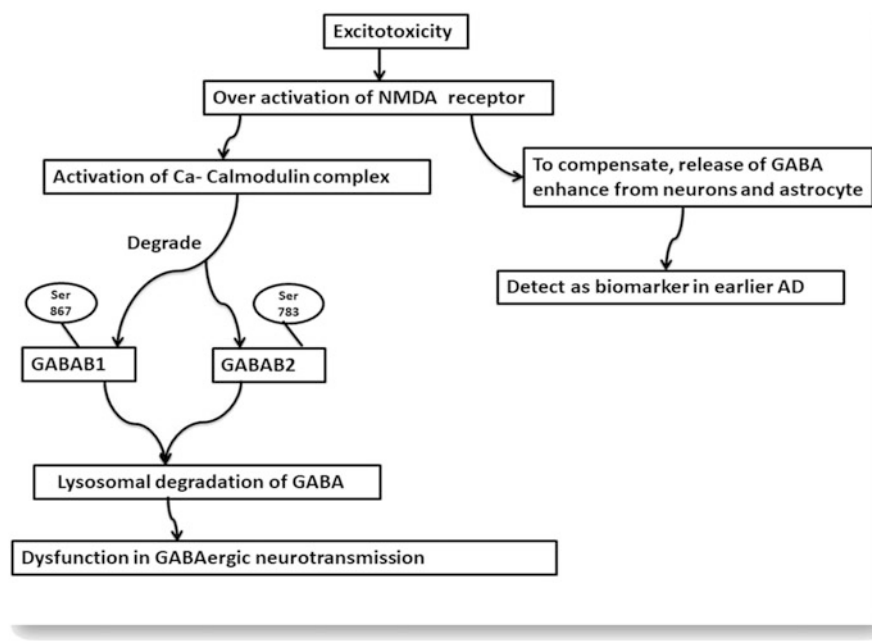 Excitotoxicity
Over activation of NMDA receptor
Activation of Ca- Calmodulin complex
To compensate, release of GABA
enhance from neurons and astrocyte
Degrade
Detect as biomarker in earlier AD
Ser
867
Ser
783
GABAB1
GABAB2
Lysosomal degradation of GABA
Dysfunction in GABAergic neurotransmission